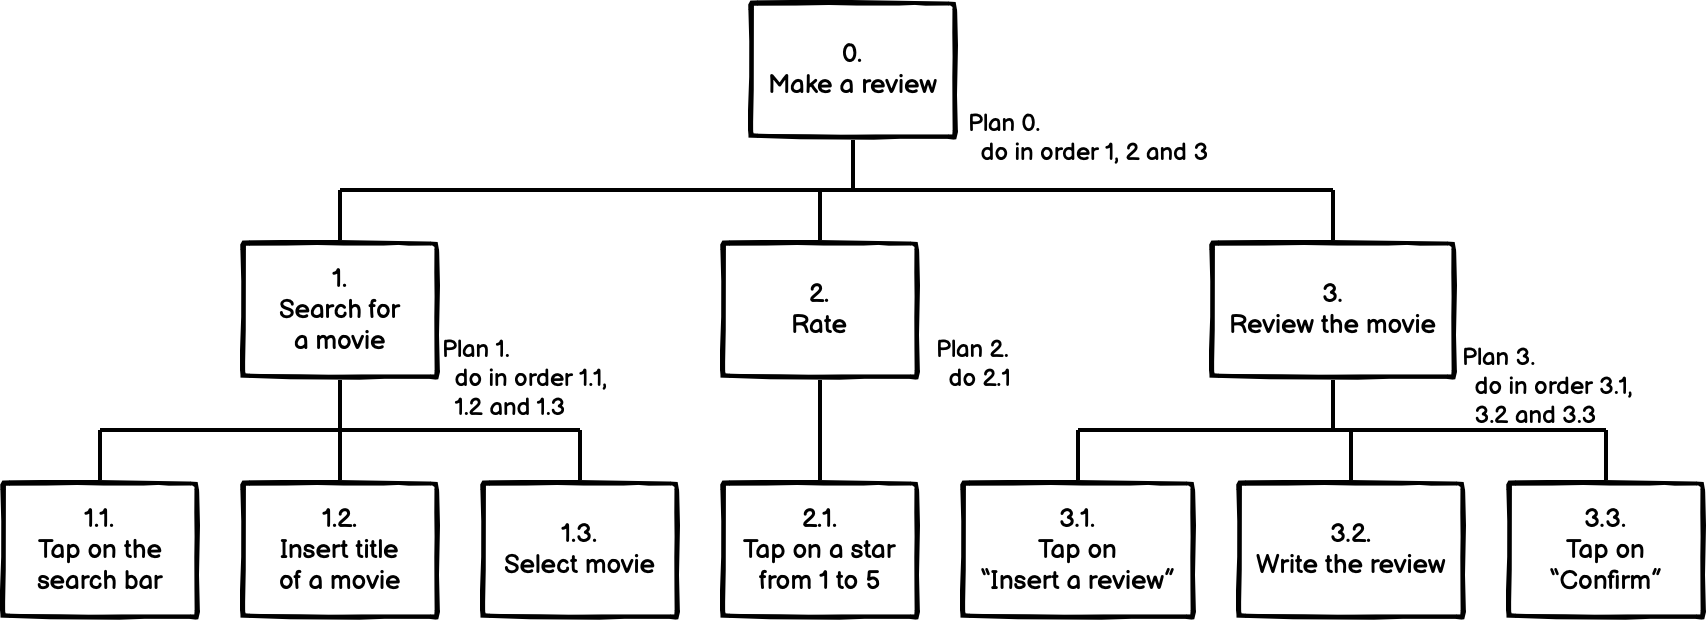 0.
Make a review
Plan 0.
do in order 1, 2 and 3
1.
Search for
a movie
Plan 1.
do in order 1.1,
1.2 and 1.3
2.
Rate
Plan 2.
do 2.1
3.
Review the movie
Plan 3.
do in order 3.1,
3.2 and 3.3
1.1.
Tap on the
search bar
1.2.
Insert title
of a movie
1.3.
Select movie
2.1.
Tap on a star
from 1 to 5
3.1.
Tap on
“Insert a review”
3.2.
Write the review
3.3.
Tap on
“Confirm”